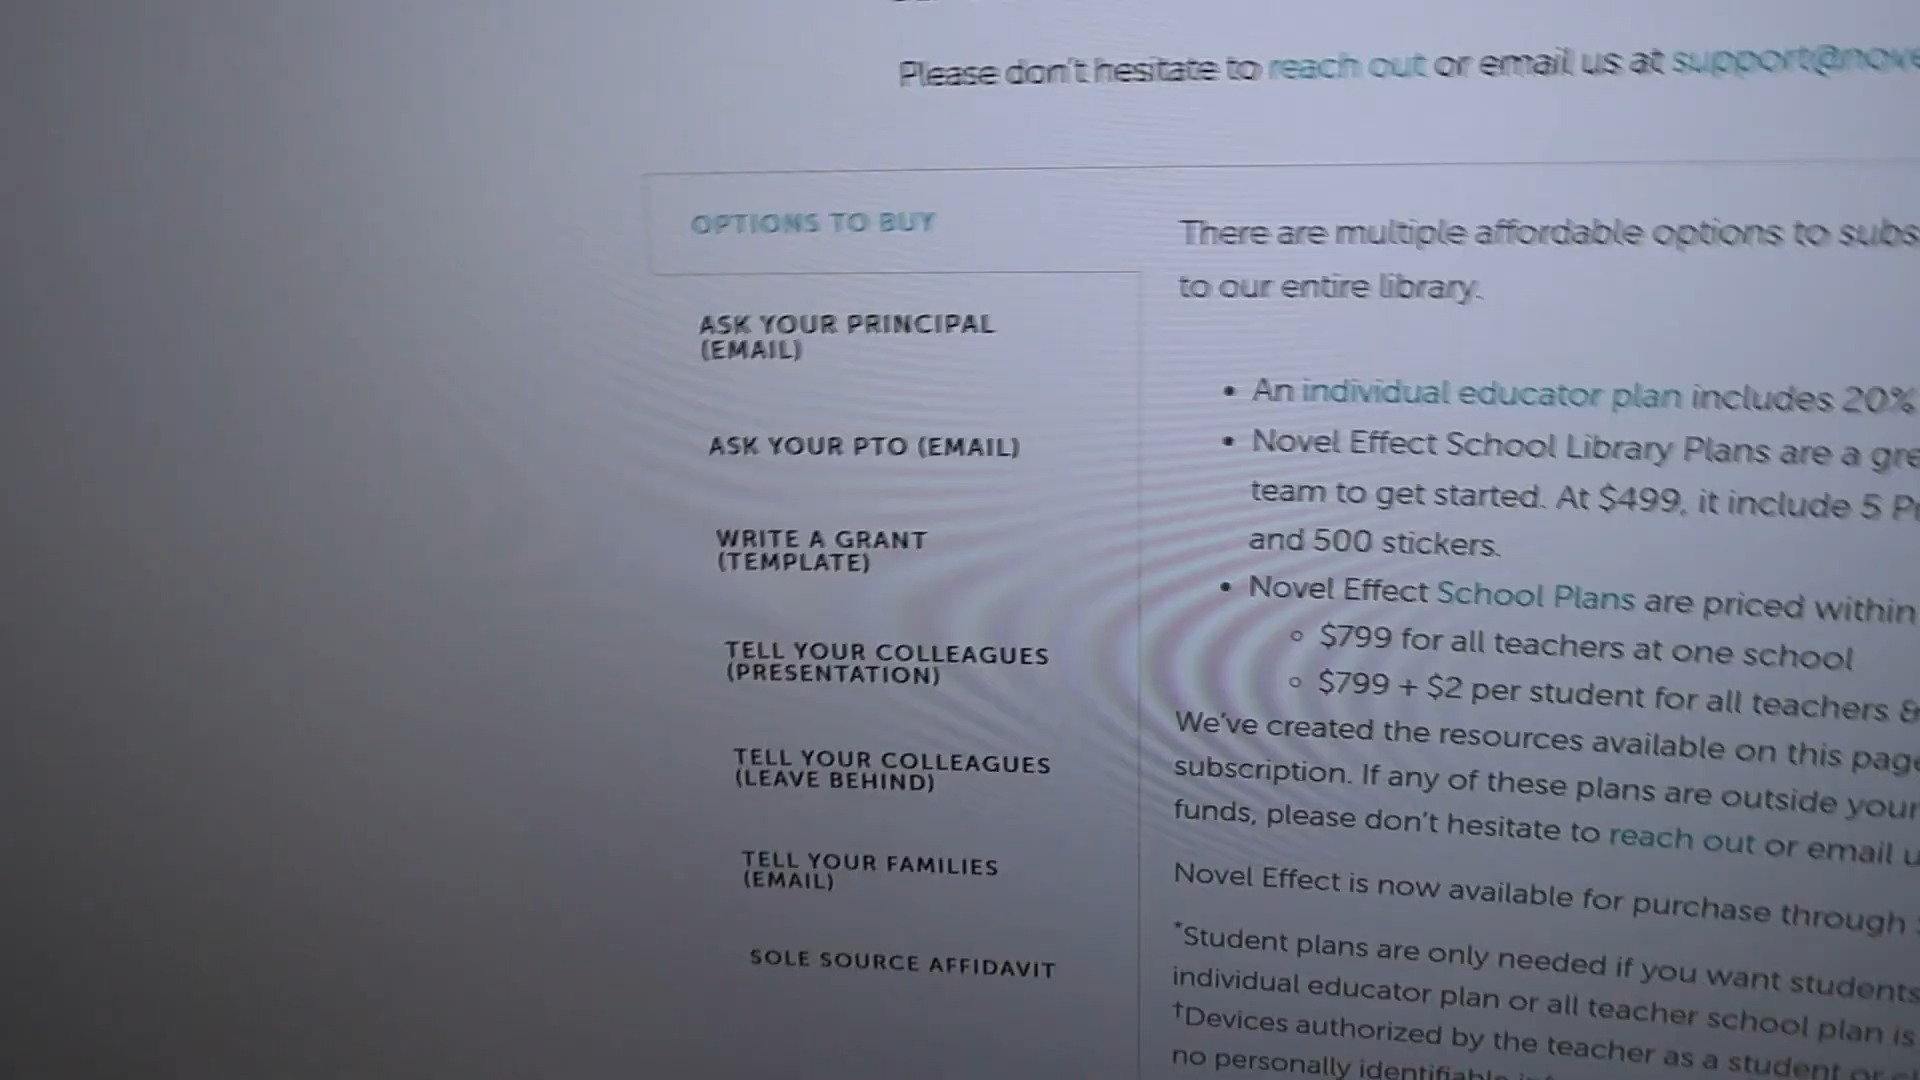 Please don't hesitate to reach out or email us at
OPTIONS TO BUY
ASK YOUR PRINCIPAL
(EMAIL)
ASK YOUR PTO (EMAIL)
WRITE A GRANT
(TEMPLATE)
TELL YOUR COLLEAGUES
(PRESENTATION)
TELL YOUR COLLEAGUES
(LEAVE BEHIND)
TELL YOUR FAMILIES
(EMAIL)
SOLE SOURCE AFFIDAVIT
There are multiple affordable options to
to our entire library.
• An individual educator plan includes 20%
• Novel Effect School Library Plans are a
team to get started. At $499, it include 5
and 500 stickers.
• Novel Effect School Plans are priced within
○ $799 for all teachers at one school
○ $799 + $2 per student for all teachers &
We've created the resources available on this page
subscription. If any of these plans are outside your
funds, please don't hesitate to reach out or email
Novel Effect is now available for purchase through
*Student plans are only needed if you want students
individual educator plan or all teacher school plan is
†Devices authorized by the teacher as a student or
no personally